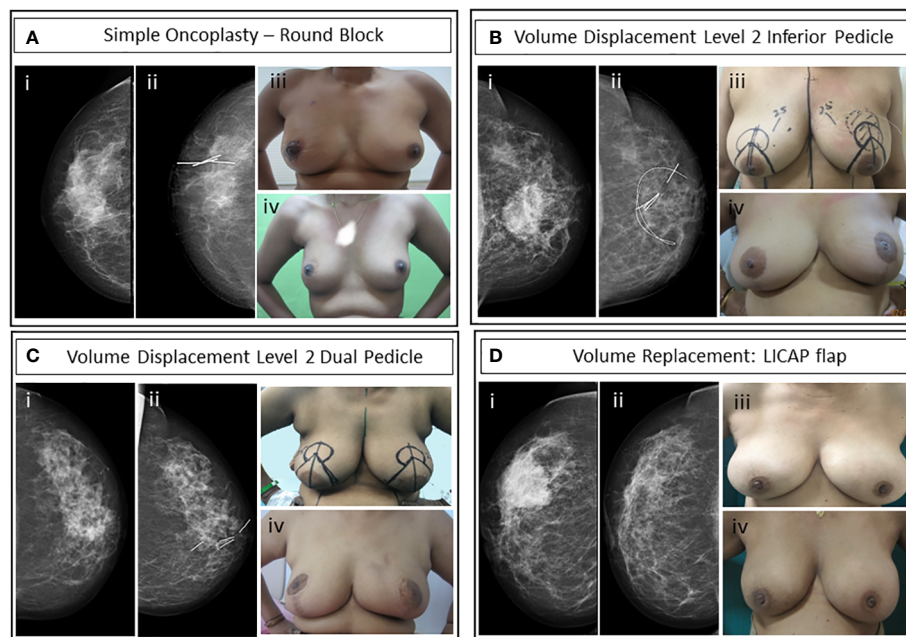 A Simple Oncoplasty – Round Block
i ii iii
iv
B Volume Displacement Level 2 Inferior Pedicle
i ii iii
iv
C Volume Displacement Level 2 Dual Pedicle
i ii
iv
D Volume Replacement: LICAP flap
i ii iii
iv